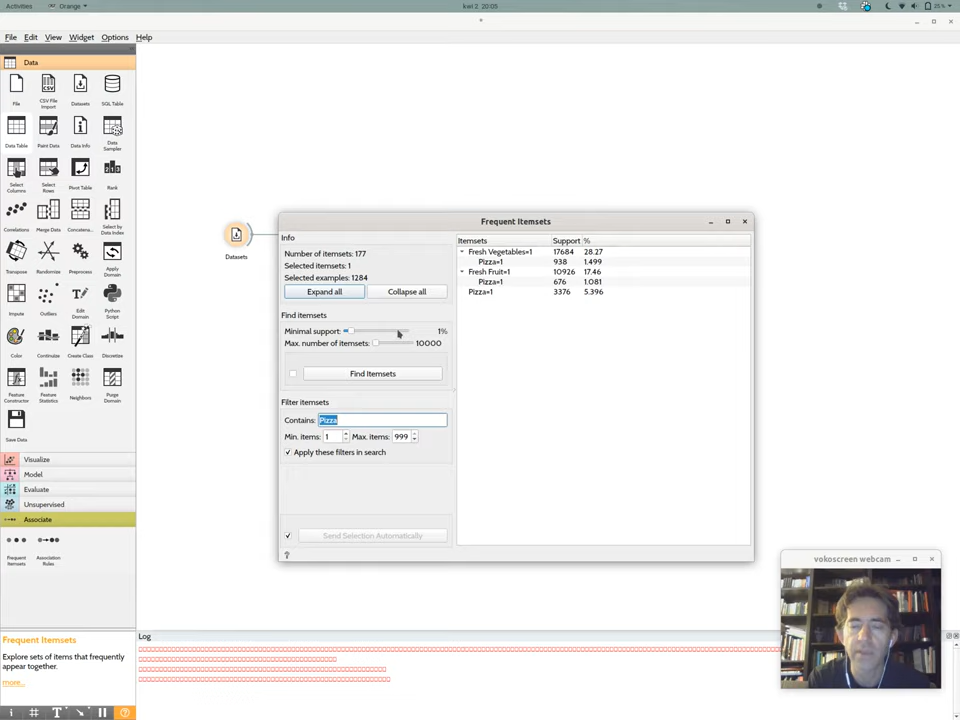 Activities
Orange
kwi 2 20:05
25%
*
File Edit View Widget Options Help
Data
File
CSV File Import
Datasets
SQL Table
Data Table
Paint Data
Data Info
Data Sampler
Select Columns
Select Rows
Pivot Table
Rank
Correlations
Merge Data
Concatena...
Select by Data Index
Transpose
Randomize
Preprocess
Apply Domain
Impute
Outliers
Edit Domain
Python Script
Color
Continuize
Create Class
Discretize
Feature Constructor
Feature Statistics
Neighbors
Purge Domain
Save Data
Visualize
Model
Evaluate
Unsupervised
Associate
Frequent Itemsets
Association Rules
Frequent Itemsets
Explore sets of items that frequently
appear together.
more...
Datasets
Frequent Itemsets
Info
Number of itemsets: 177
Selected itemsets: 1
Selected examples: 1284
Expand all
Collapse all
Find itemsets
Minimal support: 1%
Max. number of itemsets: 10000
Find Itemsets
Filter itemsets
Contains: Pizza
Min. items: 1 Max. items: 999
Apply these filters in search
Send Selection Automatically
?
Itemsets Support %
Fresh Vegetables=1 17684 28.27
Pizza=1 938 1.499
Fresh Fruit=1 10926 17.46
Pizza=1 676 1.081
Pizza=1 3376 5.396
Log
vokoscreen webcam